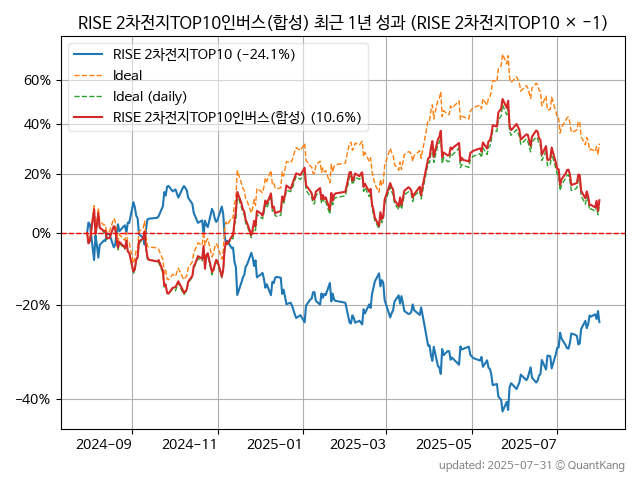 RISE 2차전지TOP10인버스(합성) 최근 1년 성과 (RISE 2차전지TOP10 × −1)
RISE 2차전지TOP10 (−24.1%)
Ideal
Ideal (daily)
RISE 2차전지TOP10인버스(합성) (10.6%)
60%
40%
20%
0%
−20%
−40%
2024-09
2024-11
2025-01
2025-03
2025-05
2025-07
updated: 2025-07-31 © QuantKang